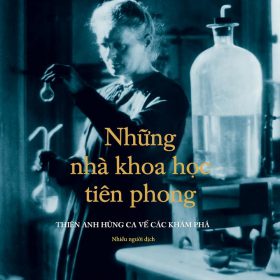 Những
nhà khoa học
tiên phong
THIÊN ANH HÙNG CA VỀ CÁC KHÁM PHÁ
Nhiều người dịch